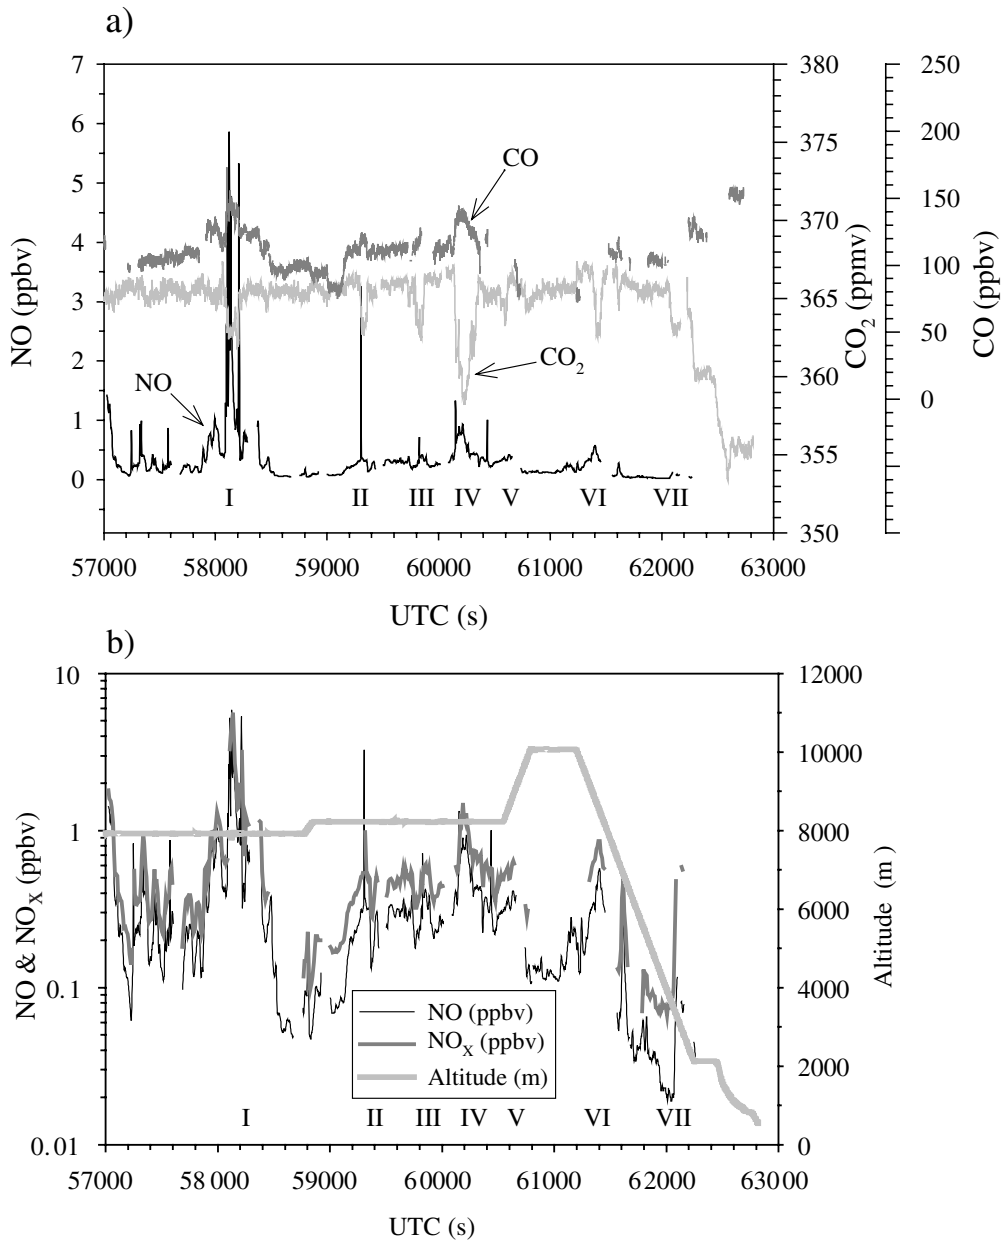 a)
7 380 250
6 375 200
5 CO 150
4 370
3 365 100
2 50
NO CO2 360
1 0
0 355
350
NO (ppbv)
CO2 (ppmv)
CO (ppbv)
I II III IV V VI VII
57000 58000 59000 60000 61000 62000 63000
UTC (s)
b)
10 12000
10000
1 8000
6000
0.1 4000
2000
0.01 0
NO & NOX (ppbv)
Altitude (m)
NO (ppbv)
NOX (ppbv)
Altitude (m)
I II III IV V VI VII
57000 58000 59000 60000 61000 62000 63000
UTC (s)